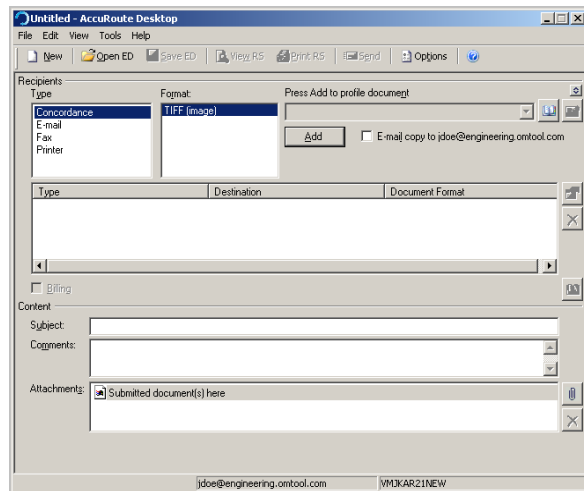 Untitled - AccuRoute Desktop
File Edit View Tools Help
New Open ED Save ED View RS Print RS Send Options
Recipients
Type Format: Press Add to profile document
Concordance TIFF (image)
E-mail
Fax
Printer
Add E-mail copy to jdoe@engineering.omtool.com
Type Destination Document Format
Billing
Content
Subject:
Comments:
Attachments: Submitted document(s) here
jdoe@engineering.omtool.com VMJKAR21NEW